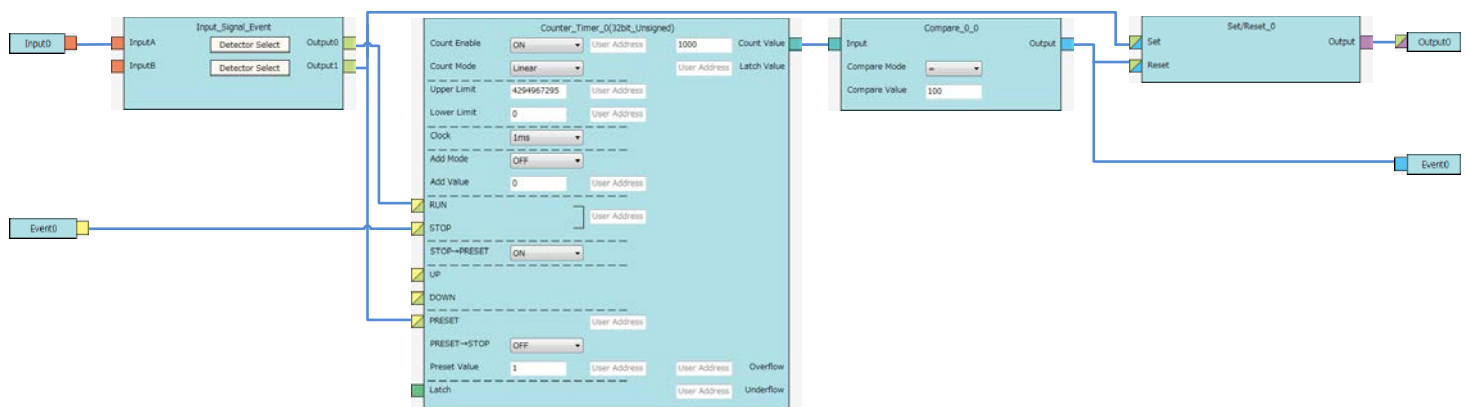 Input0
Input_Signal_Event
InputA Detector Select Output0
InputB Detector Select Output1
Event0
Counter_Timer_0(32bit_Unsigned)
Count Enable ON User Address 1000 Count Value
Count Mode Linear User Address Latch Value
Upper Limit 4294967295 User Address
Lower Limit 0 User Address
Clock 1ms
Add Mode OFF
Add Value 0 User Address
RUN
User Address
STOP
STOP→PRESET ON
UP
DOWN
PRESET User Address
PRESET→STOP OFF
Preset Value 1 User Address User Address Overflow
Latch User Address Underflow
Compare_0_0
Input Output
Compare Mode =
Compare Value 100
Set/Reset_0
Set Output
Reset
Output0
Event0